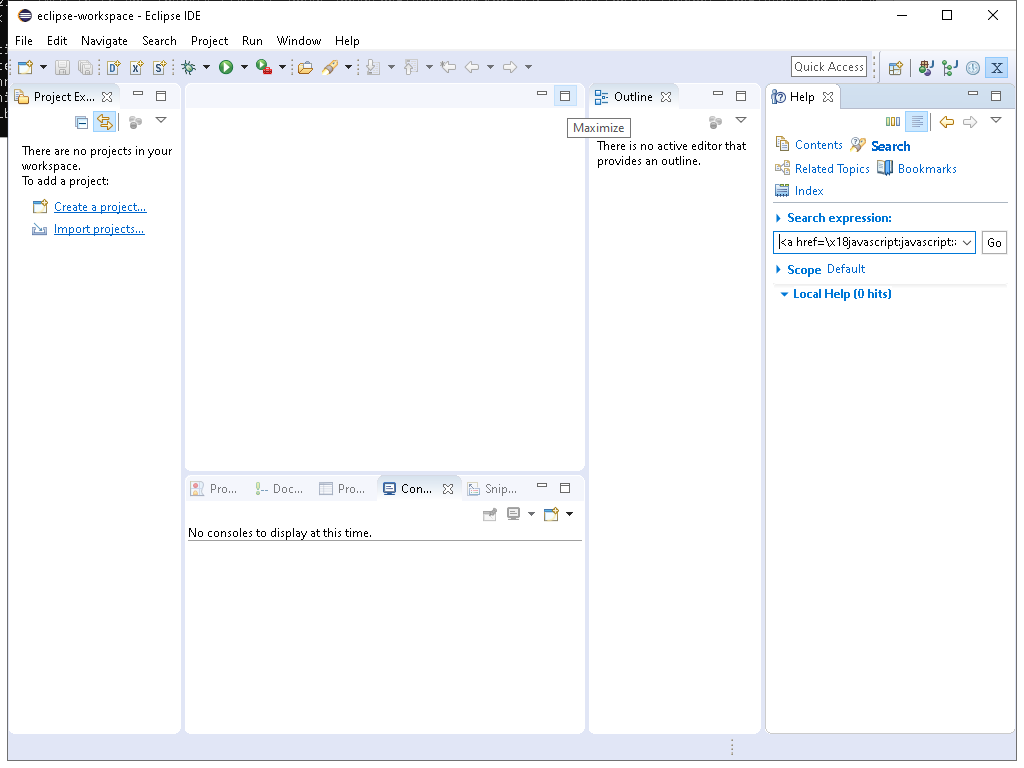 eclipse-workspace - Eclipse IDE
File Edit Navigate Search Project Run Window Help
Quick Access
Project Ex...
There are no projects in your
workspace.
To add a project:
Create a project...
Import projects...
Maximize
Outline
There is no active editor that
provides an outline.
Help
Contents Search
Related Topics Bookmarks
Index
Search expression:
<a href=\x18javascript:javascript:
Go
Scope Default
Local Help (0 hits)
Pro... Doc... Pro... Con... Snip...
No consoles to display at this time.